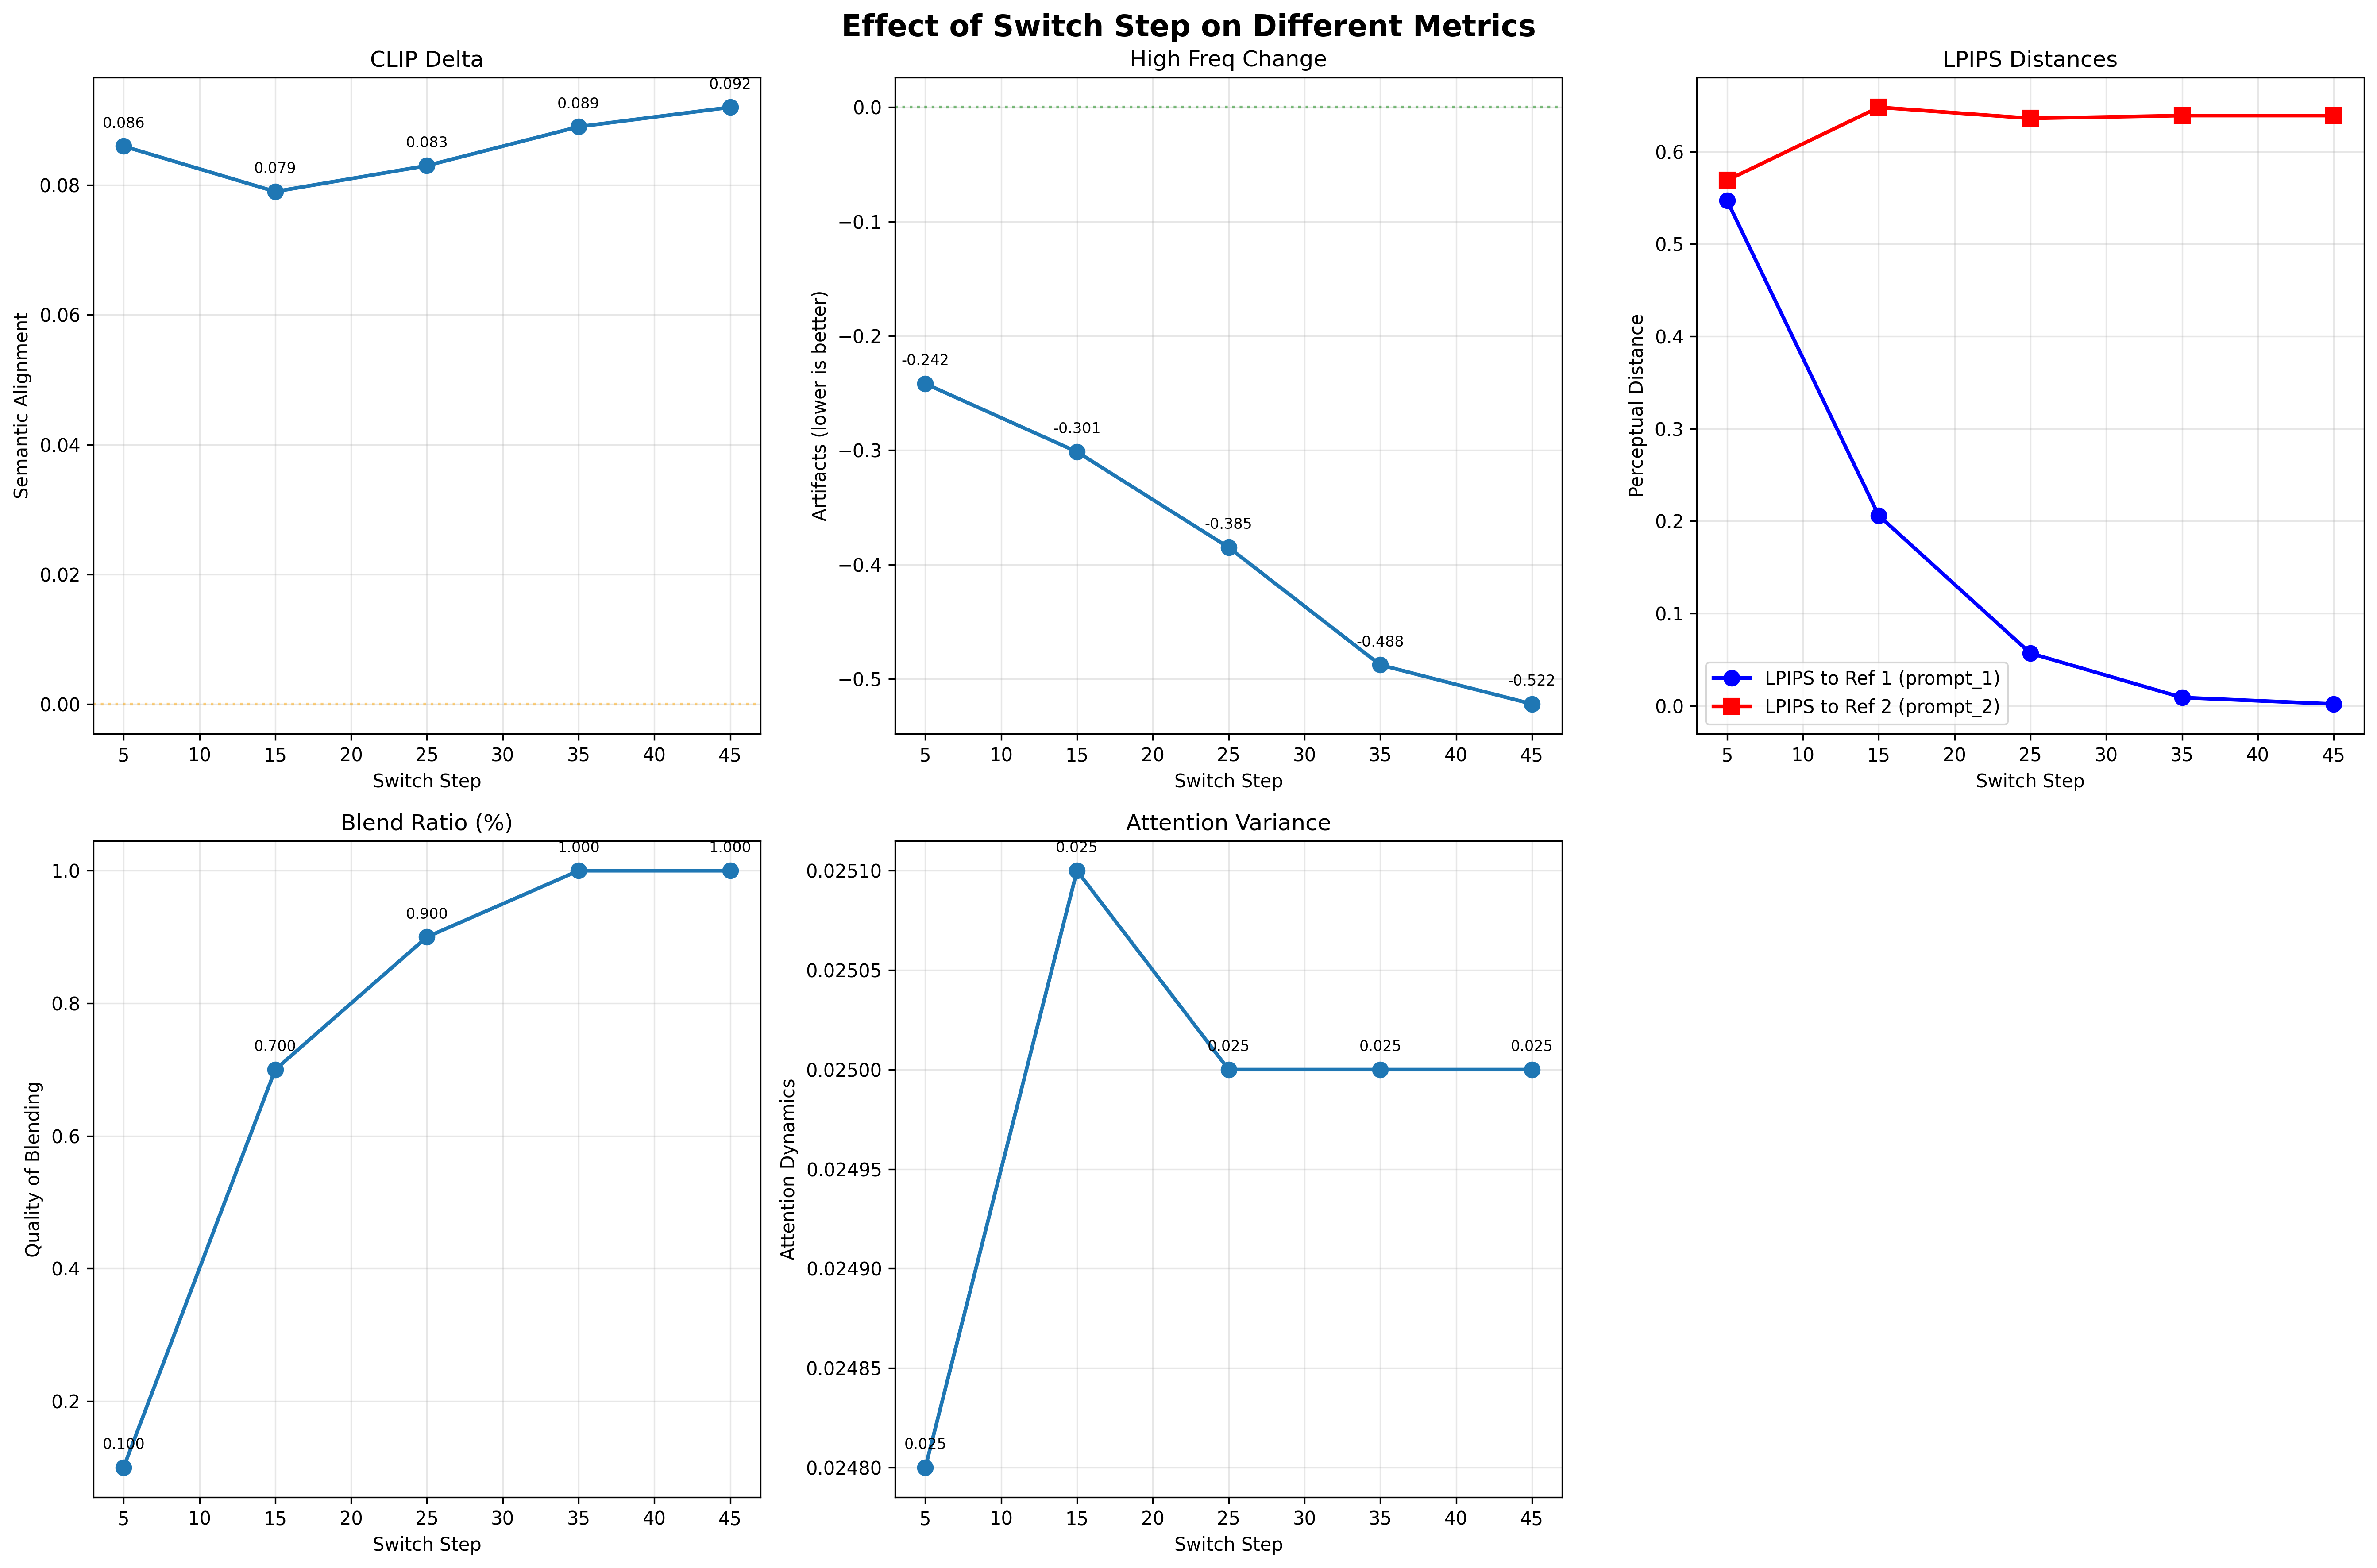 Effect of Switch Step on Different Metrics
CLIP Delta
Semantic Alignment
0.08
0.06
0.04
0.02
0.00
0.086
0.079
0.083
0.089
0.092
5 10 15 20 25 30 35 40 45
Switch Step
High Freq Change
Artifacts (lower is better)
0.0
−0.1
−0.2
−0.3
−0.4
−0.5
-0.242
-0.301
-0.385
-0.488
-0.522
5 10 15 20 25 30 35 40 45
Switch Step
LPIPS Distances
Perceptual Distance
0.6
0.5
0.4
0.3
0.2
0.1
0.0
LPIPS to Ref 1 (prompt_1)
LPIPS to Ref 2 (prompt_2)
5 10 15 20 25 30 35 40 45
Switch Step
Blend Ratio (%)
Quality of Blending
1.0
0.8
0.6
0.4
0.2
0.100
0.700
0.900
1.000
1.000
5 10 15 20 25 30 35 40 45
Switch Step
Attention Variance
Attention Dynamics
0.02510
0.02505
0.02500
0.02495
0.02490
0.02485
0.02480
0.025
0.025
0.025
0.025
0.025
5 10 15 20 25 30 35 40 45
Switch Step